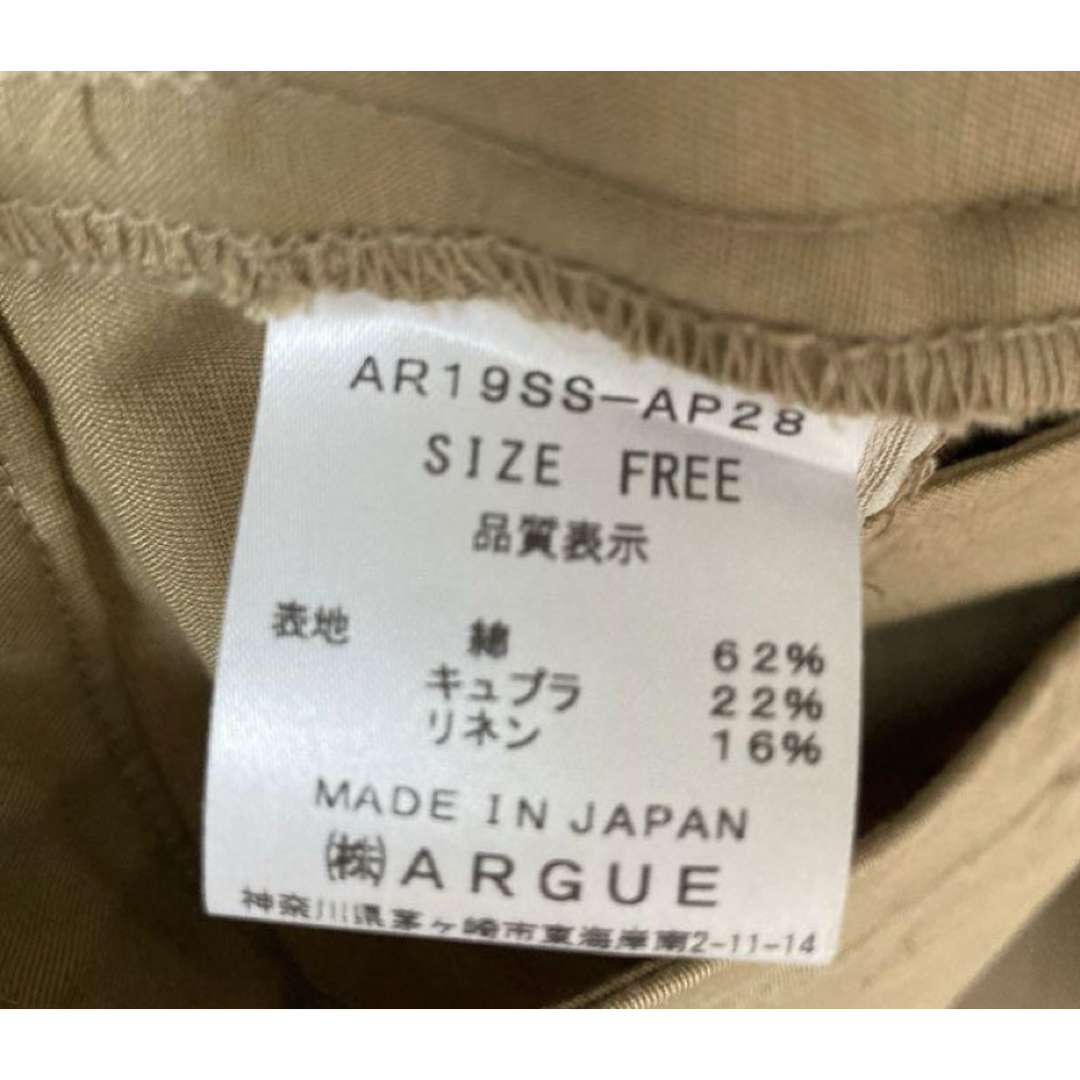 AR19SS-AP28
SIZE FREE
品質表示
表地 綿 62%
キュプラ 22%
リネン 16%
MADE IN JAPAN
㈱ARGUE
神奈川県茅ヶ崎市東海岸南2-11-14